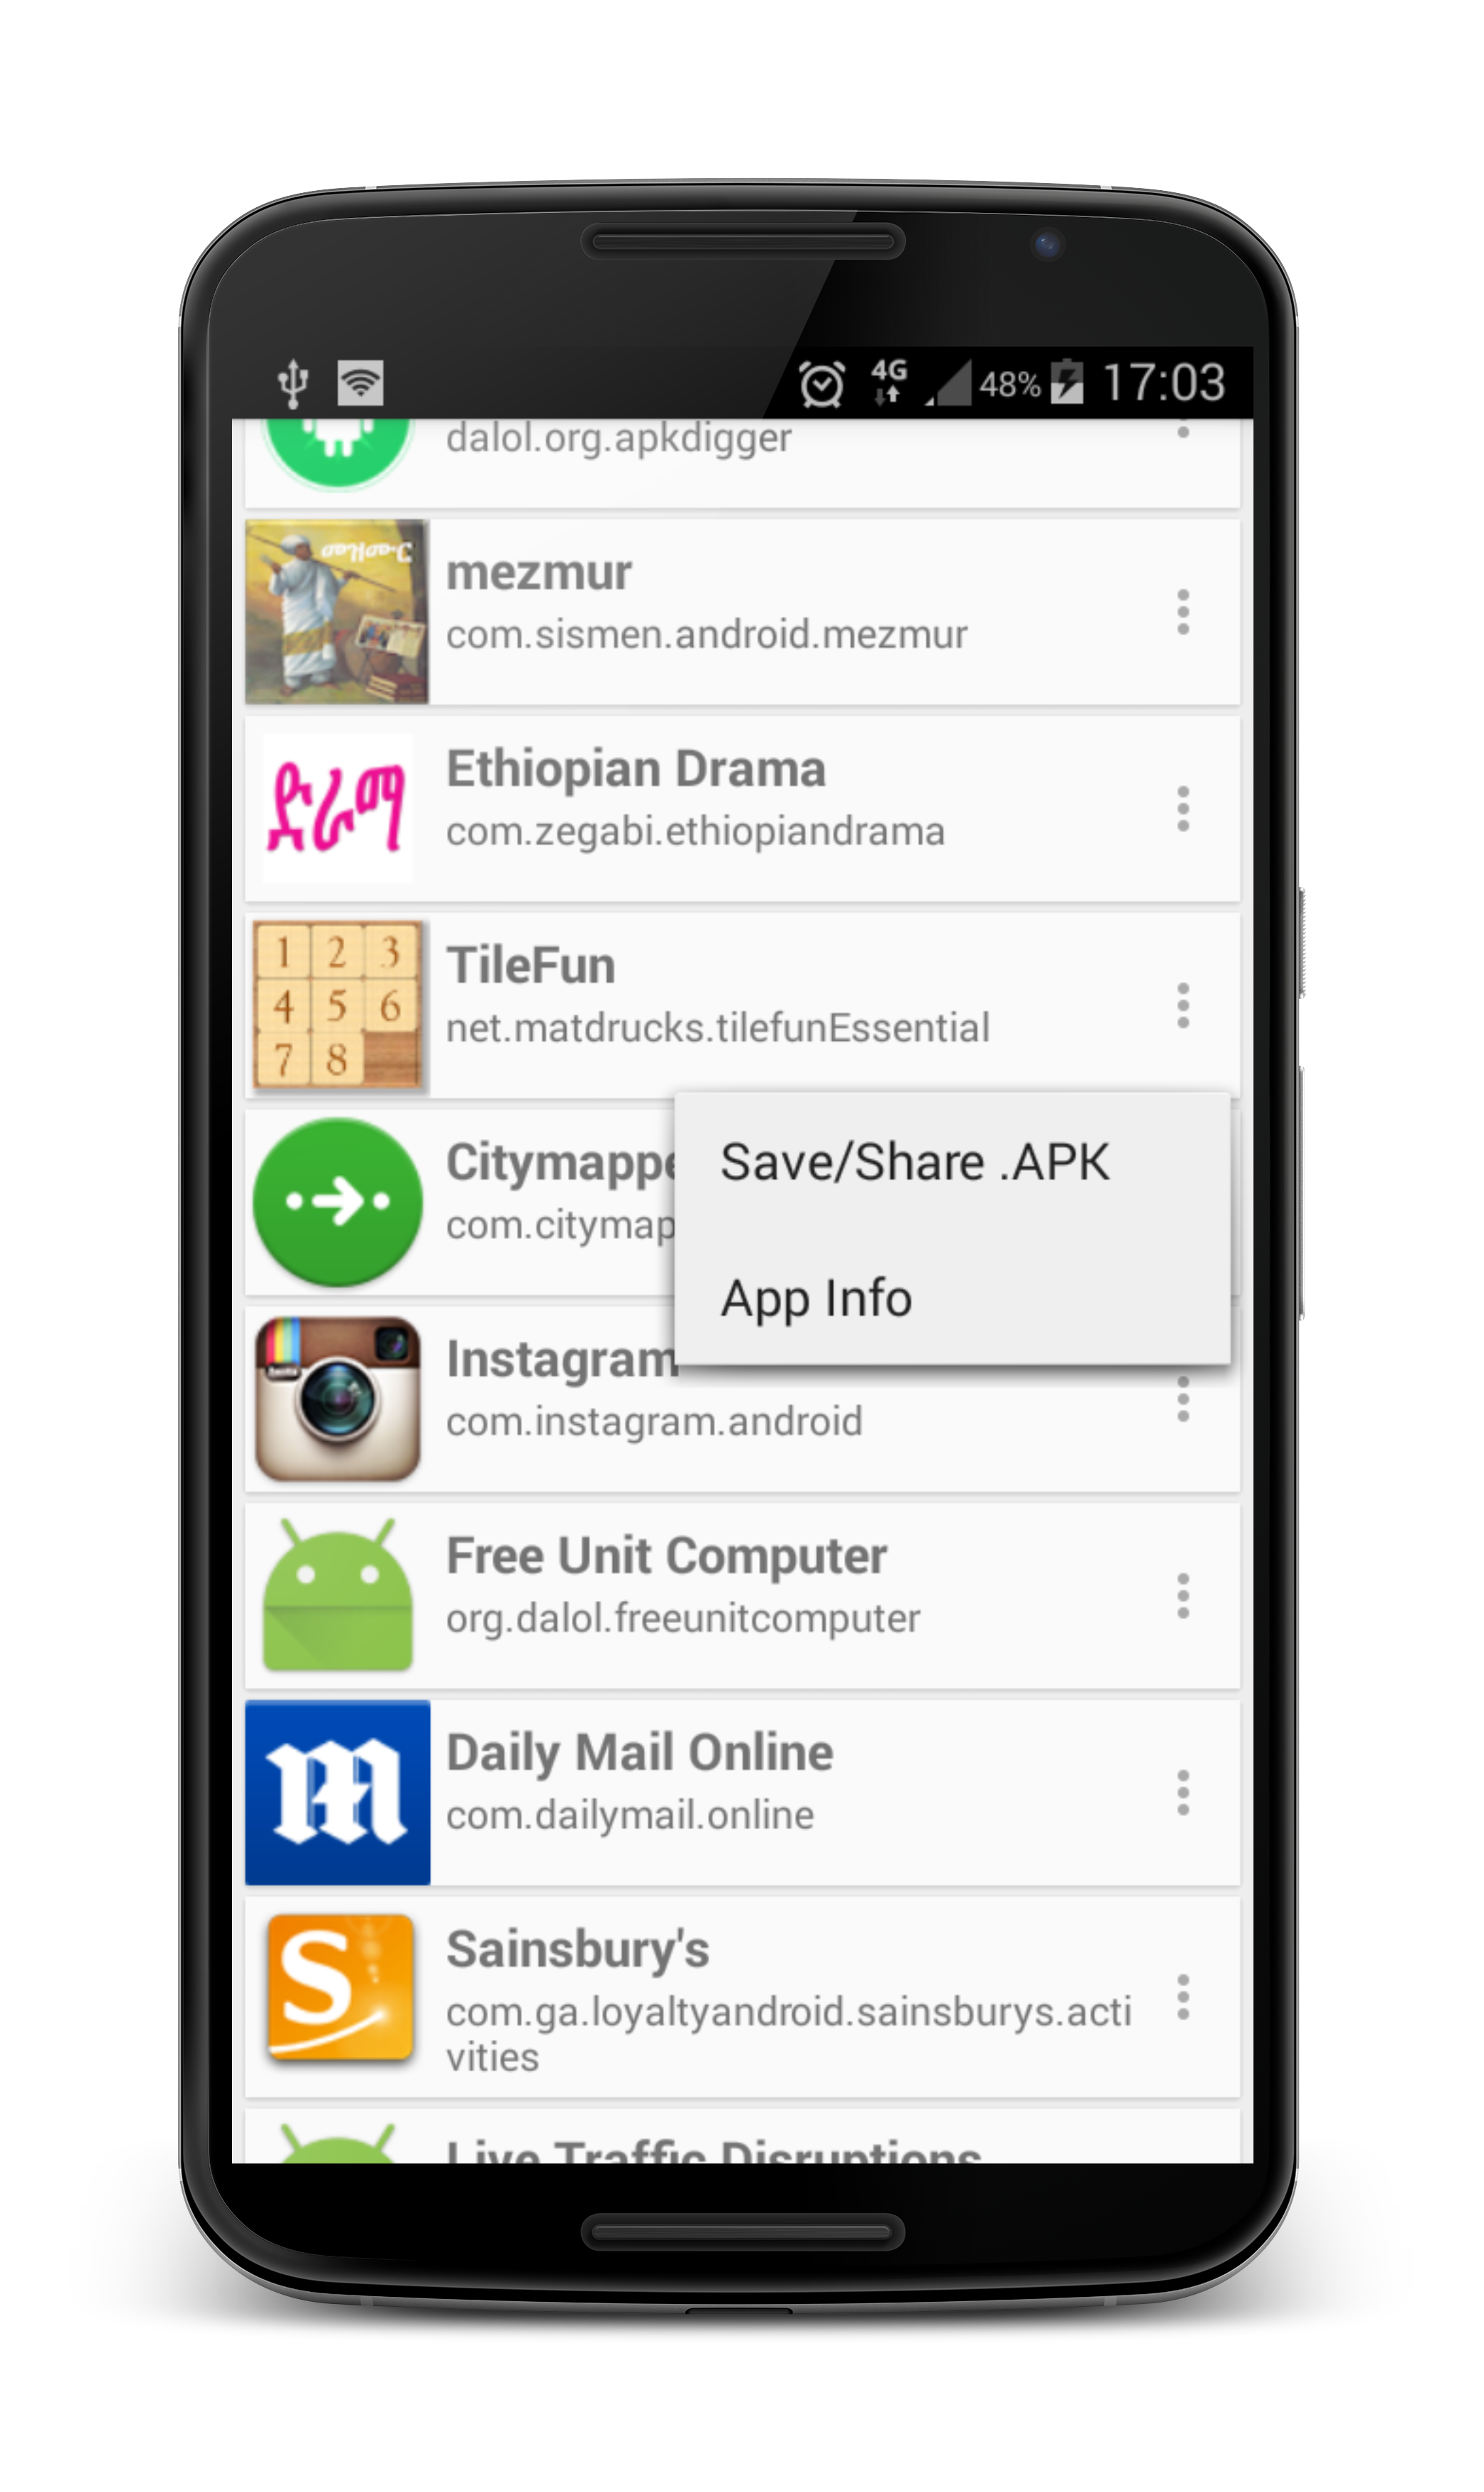 4G 48% 17:03
dalol.org.apkdigger
mezmur
com.sismen.android.mezmur
ድራማ
Ethiopian Drama
com.zegabi.ethiopiandrama
1 2 3
4 5 6
7 8
TileFun
net.matdrucks.tilefunEssential
Citymappe
com.citymap
Save/Share .APK
App Info
Instagram
com.instagram.android
Free Unit Computer
org.dalol.freeunitcomputer
M
Daily Mail Online
com.dailymail.online
S
Sainsbury's
com.ga.loyaltyandroid.sainsburys.acti
vities
Live Traffic Disruptions